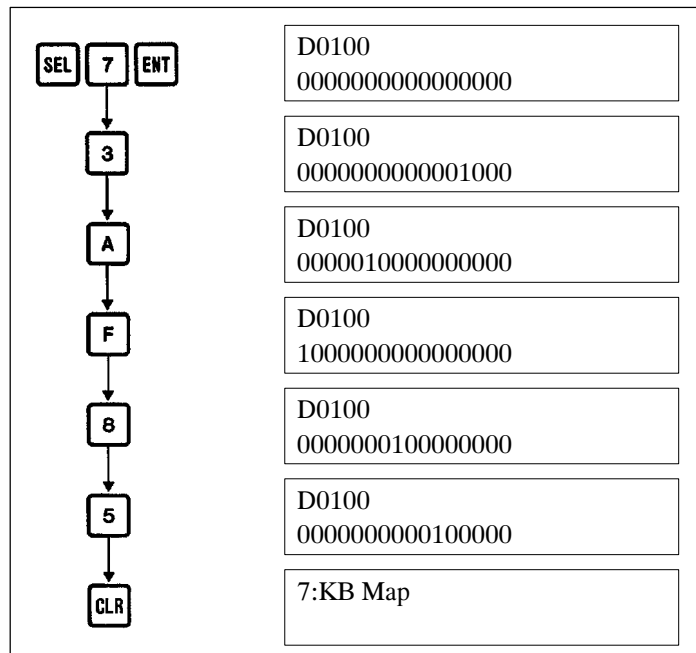 SEL 7 ENT
D0100
0000000000000000
3
D0100
0000000000001000
A
D0100
0000010000000000
F
D0100
1000000000000000
8
D0100
0000000100000000
5
D0100
0000000000100000
CLR
7:KB Map